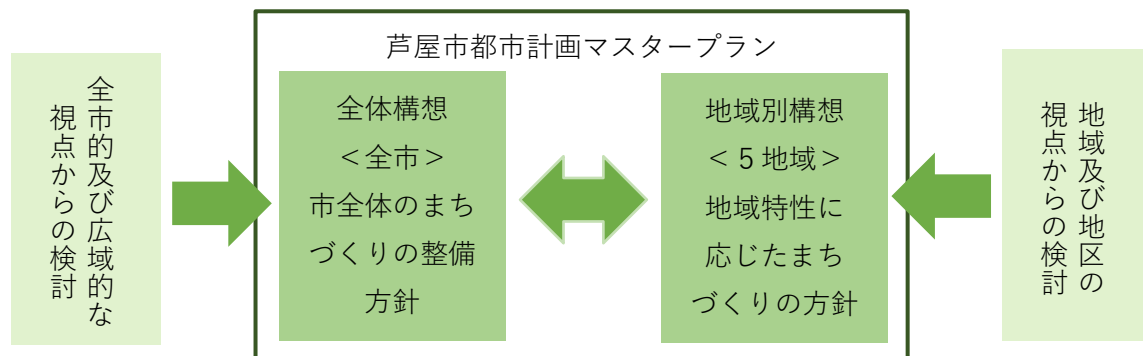 芦屋市都市計画マスタープラン
全市的及び広域的な
視点からの検討
全体構想
＜全市＞
市全体のまち
づくりの整備
方針
地域別構想
＜５地域＞
地域特性に
応じたまち
づくりの方針
地域及び地区の
視点からの検討